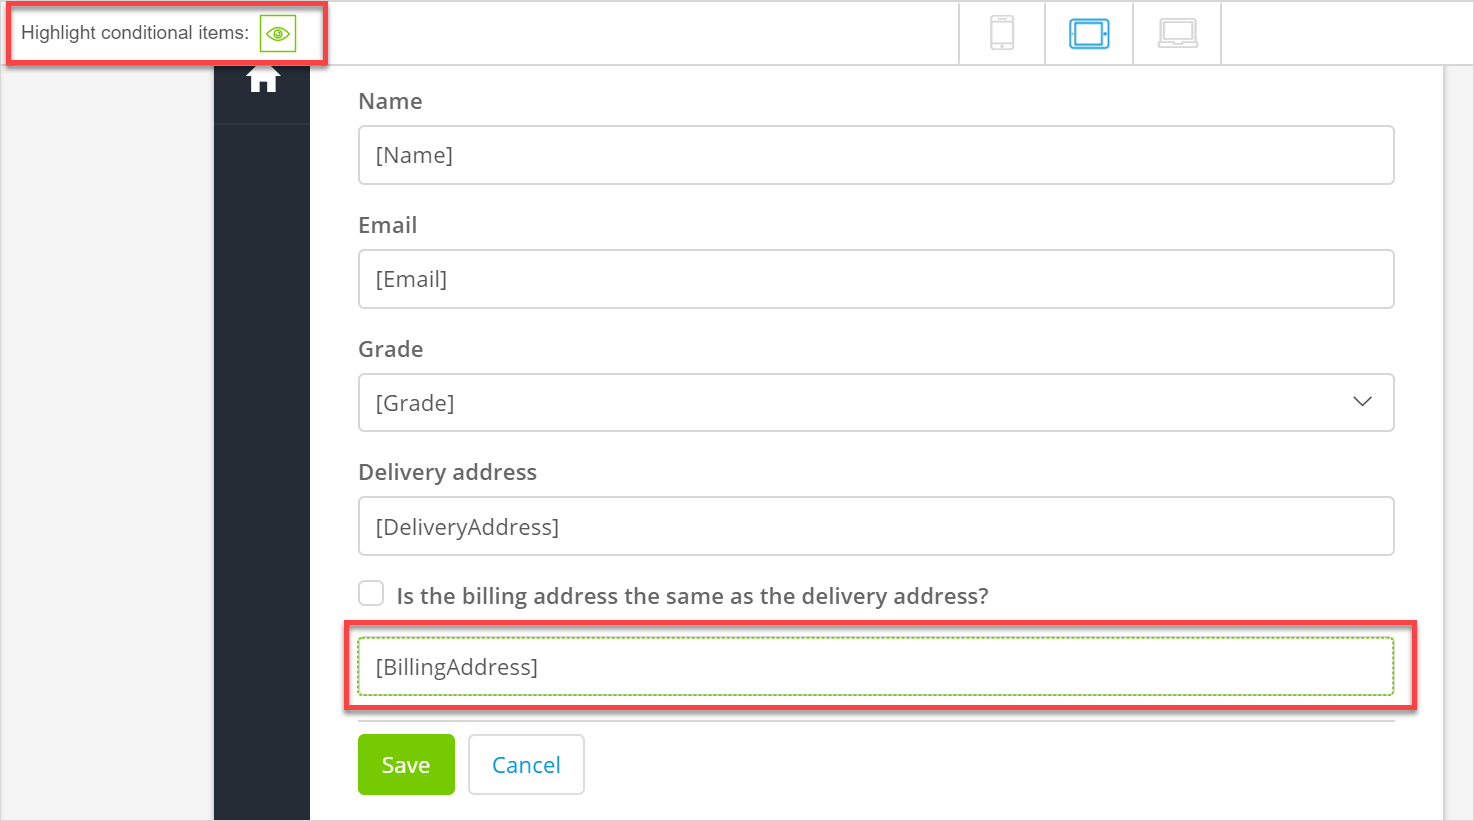 Highlight conditional items:
Name
[Name]
Email
[Email]
Grade
[Grade]
Delivery address
[DeliveryAddress]
Is the billing address the same as the delivery address?
[BillingAddress]
Save
Cancel